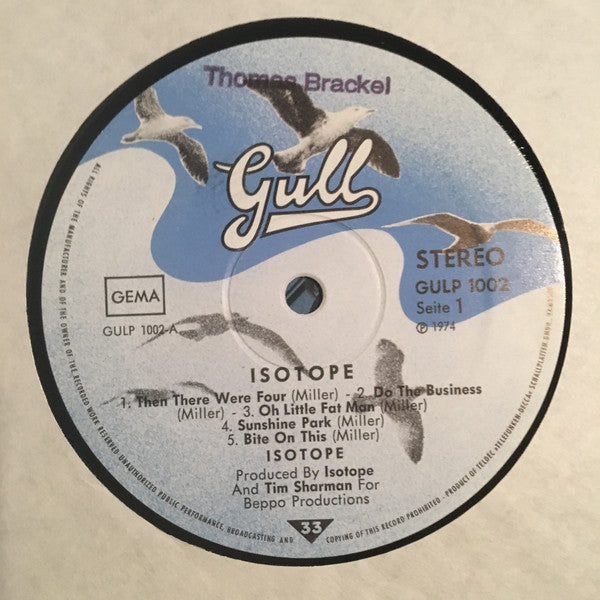 Thomas Brackel
Gull
STEREO
GULP 1002
Seite 1
℗ 1974
GEMA
GULP 1002-A
ISOTOPE
1. Then There Were Four (Miller) - 2. Do The Business
(Miller) - 3. Oh Little Fat Man (Miller)
4. Sunshine Park (Miller)
5. Bite On This (Miller)
ISOTOPE
Produced By Isotope
And Tim Sharman For
Beppo Productions
33
ALL RIGHTS OF THE MANUFACTURER AND OF THE OWNER OF THE RECORDED WORK RESERVED · UNAUTHORIZED PUBLIC PERFORMANCE, BROADCASTING AND COPYING OF THIS RECORD PROHIBITED · PRODUCT OF TELDEC »TELEFUNKEN-DECCA« SCHALLPLATTEN-GMBH,